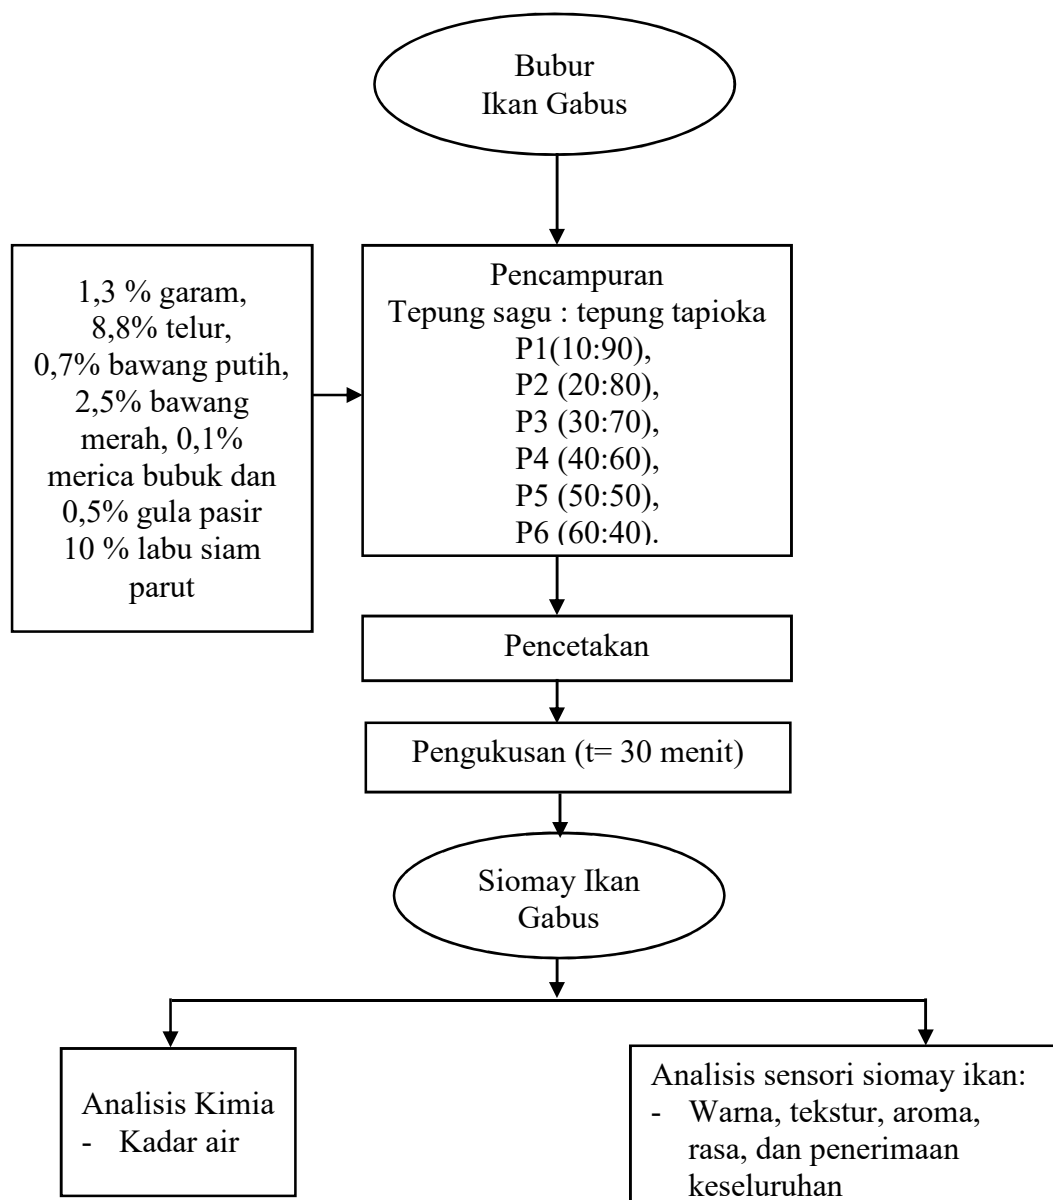 Bubur
Ikan Gabus
1,3 % garam,
8,8% telur,
0,7% bawang putih,
2,5% bawang
merah, 0,1%
merica bubuk dan
0,5% gula pasir
10 % labu siam
parut
Pencampuran
Tepung sagu : tepung tapioka
P1(10:90),
P2 (20:80),
P3 (30:70),
P4 (40:60),
P5 (50:50),
P6 (60:40).
Pencetakan
Pengukusan (t= 30 menit)
Siomay Ikan
Gabus
Analisis Kimia
- Kadar air
Analisis sensori siomay ikan:
- Warna, tekstur, aroma,
rasa, dan penerimaan
keseluruhan